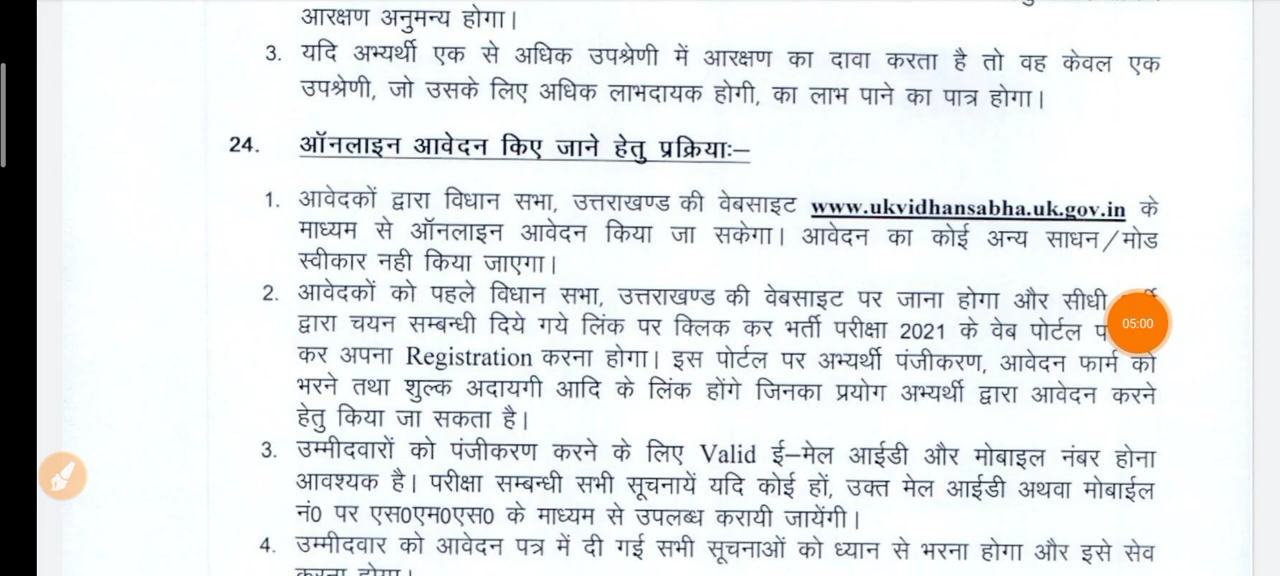 आरक्षण अनुमन्य होगा।
3. यदि अभ्यर्थी एक से अधिक उपश्रेणी में आरक्षण का दावा करता है तो वह केवल एक
उपश्रेणी, जो उसके लिए अधिक लाभदायक होगी, का लाभ पाने का पात्र होगा।
24. ऑनलाइन आवेदन किए जाने हेतु प्रक्रियाः–
1. आवेदकों द्वारा विधान सभा, उत्तराखण्ड की वेबसाइट www.ukvidhansabha.uk.gov.in के
माध्यम से ऑनलाइन आवेदन किया जा सकेगा। आवेदन का कोई अन्य साधन/मोड
स्वीकार नही किया जाएगा।
2. आवेदकों को पहले विधान सभा, उत्तराखण्ड की वेबसाइट पर जाना होगा और सीधी
द्वारा चयन सम्बन्धी दिये गये लिंक पर क्लिक कर भर्ती परीक्षा 2021 के वेब पोर्टल
05:00
कर अपना Registration करना होगा। इस पोर्टल पर अभ्यर्थी पंजीकरण, आवेदन फार्म को
भरने तथा शुल्क अदायगी आदि के लिंक होंगे जिनका प्रयोग अभ्यर्थी द्वारा आवेदन करने
हेतु किया जा सकता है।
3. उम्मीदवारों को पंजीकरण करने के लिए Valid ई–मेल आईडी और मोबाइल नंबर होना
आवश्यक है। परीक्षा सम्बन्धी सभी सूचनायें यदि कोई हों, उक्त मेल आईडी अथवा मोबाईल
नं0 पर एस0एम0एस0 के माध्यम से उपलब्ध करायी जायेंगी।
4. उम्मीदवार को आवेदन पत्र में दी गई सभी सूचनाओं को ध्यान से भरना होगा और इसे सेव